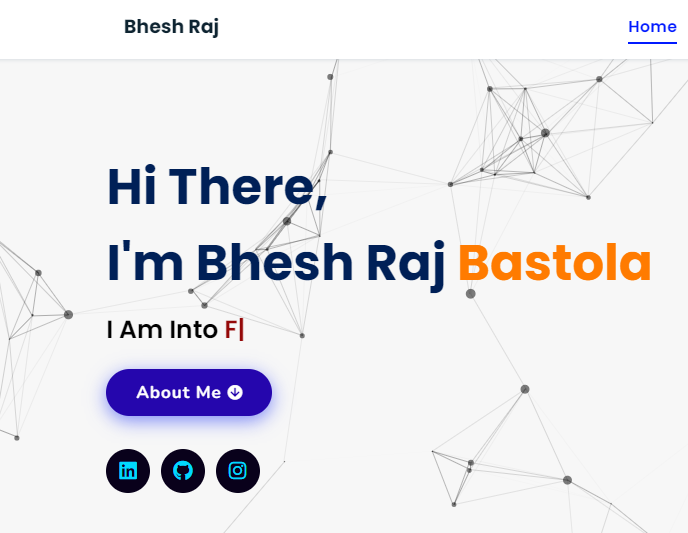 Bhesh Raj
Home
Hi There,
I'm Bhesh Raj Bastola
I Am Into F|
About Me